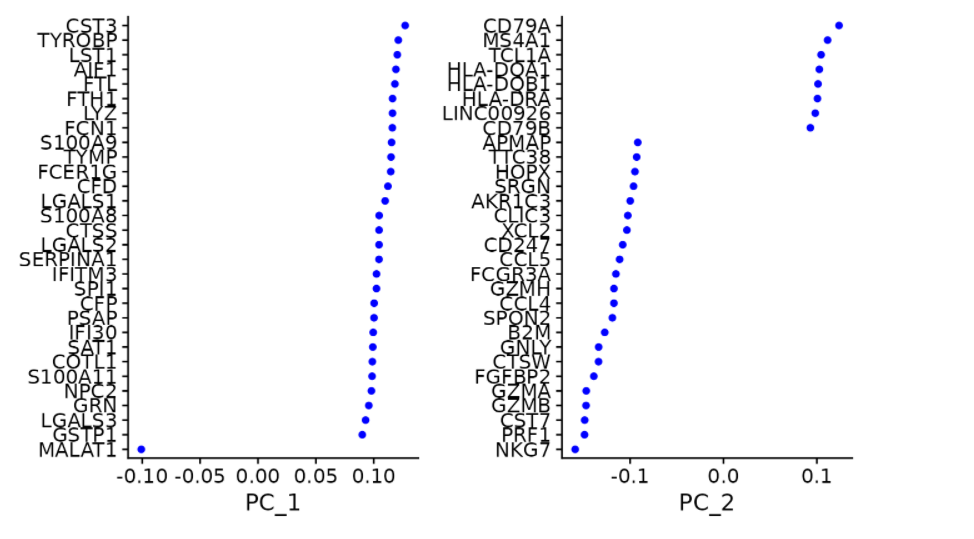 CST3
TYROBP
LST1
AIF1
FTL
FTH1
LYZ
FCN1
S100A9
TYMP
FCER1G
CFD
LGALS1
S100A8
CTSS
LGALS2
SERPINA1
IFITM3
SPI1
CFP
PSAP
IFI30
SAT1
COTL1
S100A11
NPC2
GRN
LGALS3
GSTP1
MALAT1
-0.10 -0.05 0.00 0.05 0.10
PC_1
CD79A
MS4A1
TCL1A
HLA-DQA1
HLA-DQB1
HLA-DRA
LINC00926
CD79B
APMAP
TTC38
HOPX
SRGN
AKR1C3
CLIC3
XCL2
CD247
CCL5
FCGR3A
GZMH
CCL4
SPON2
B2M
GNLY
CTSW
FGFBP2
GZMA
GZMB
CST7
PRF1
NKG7
-0.1 0.0 0.1
PC_2